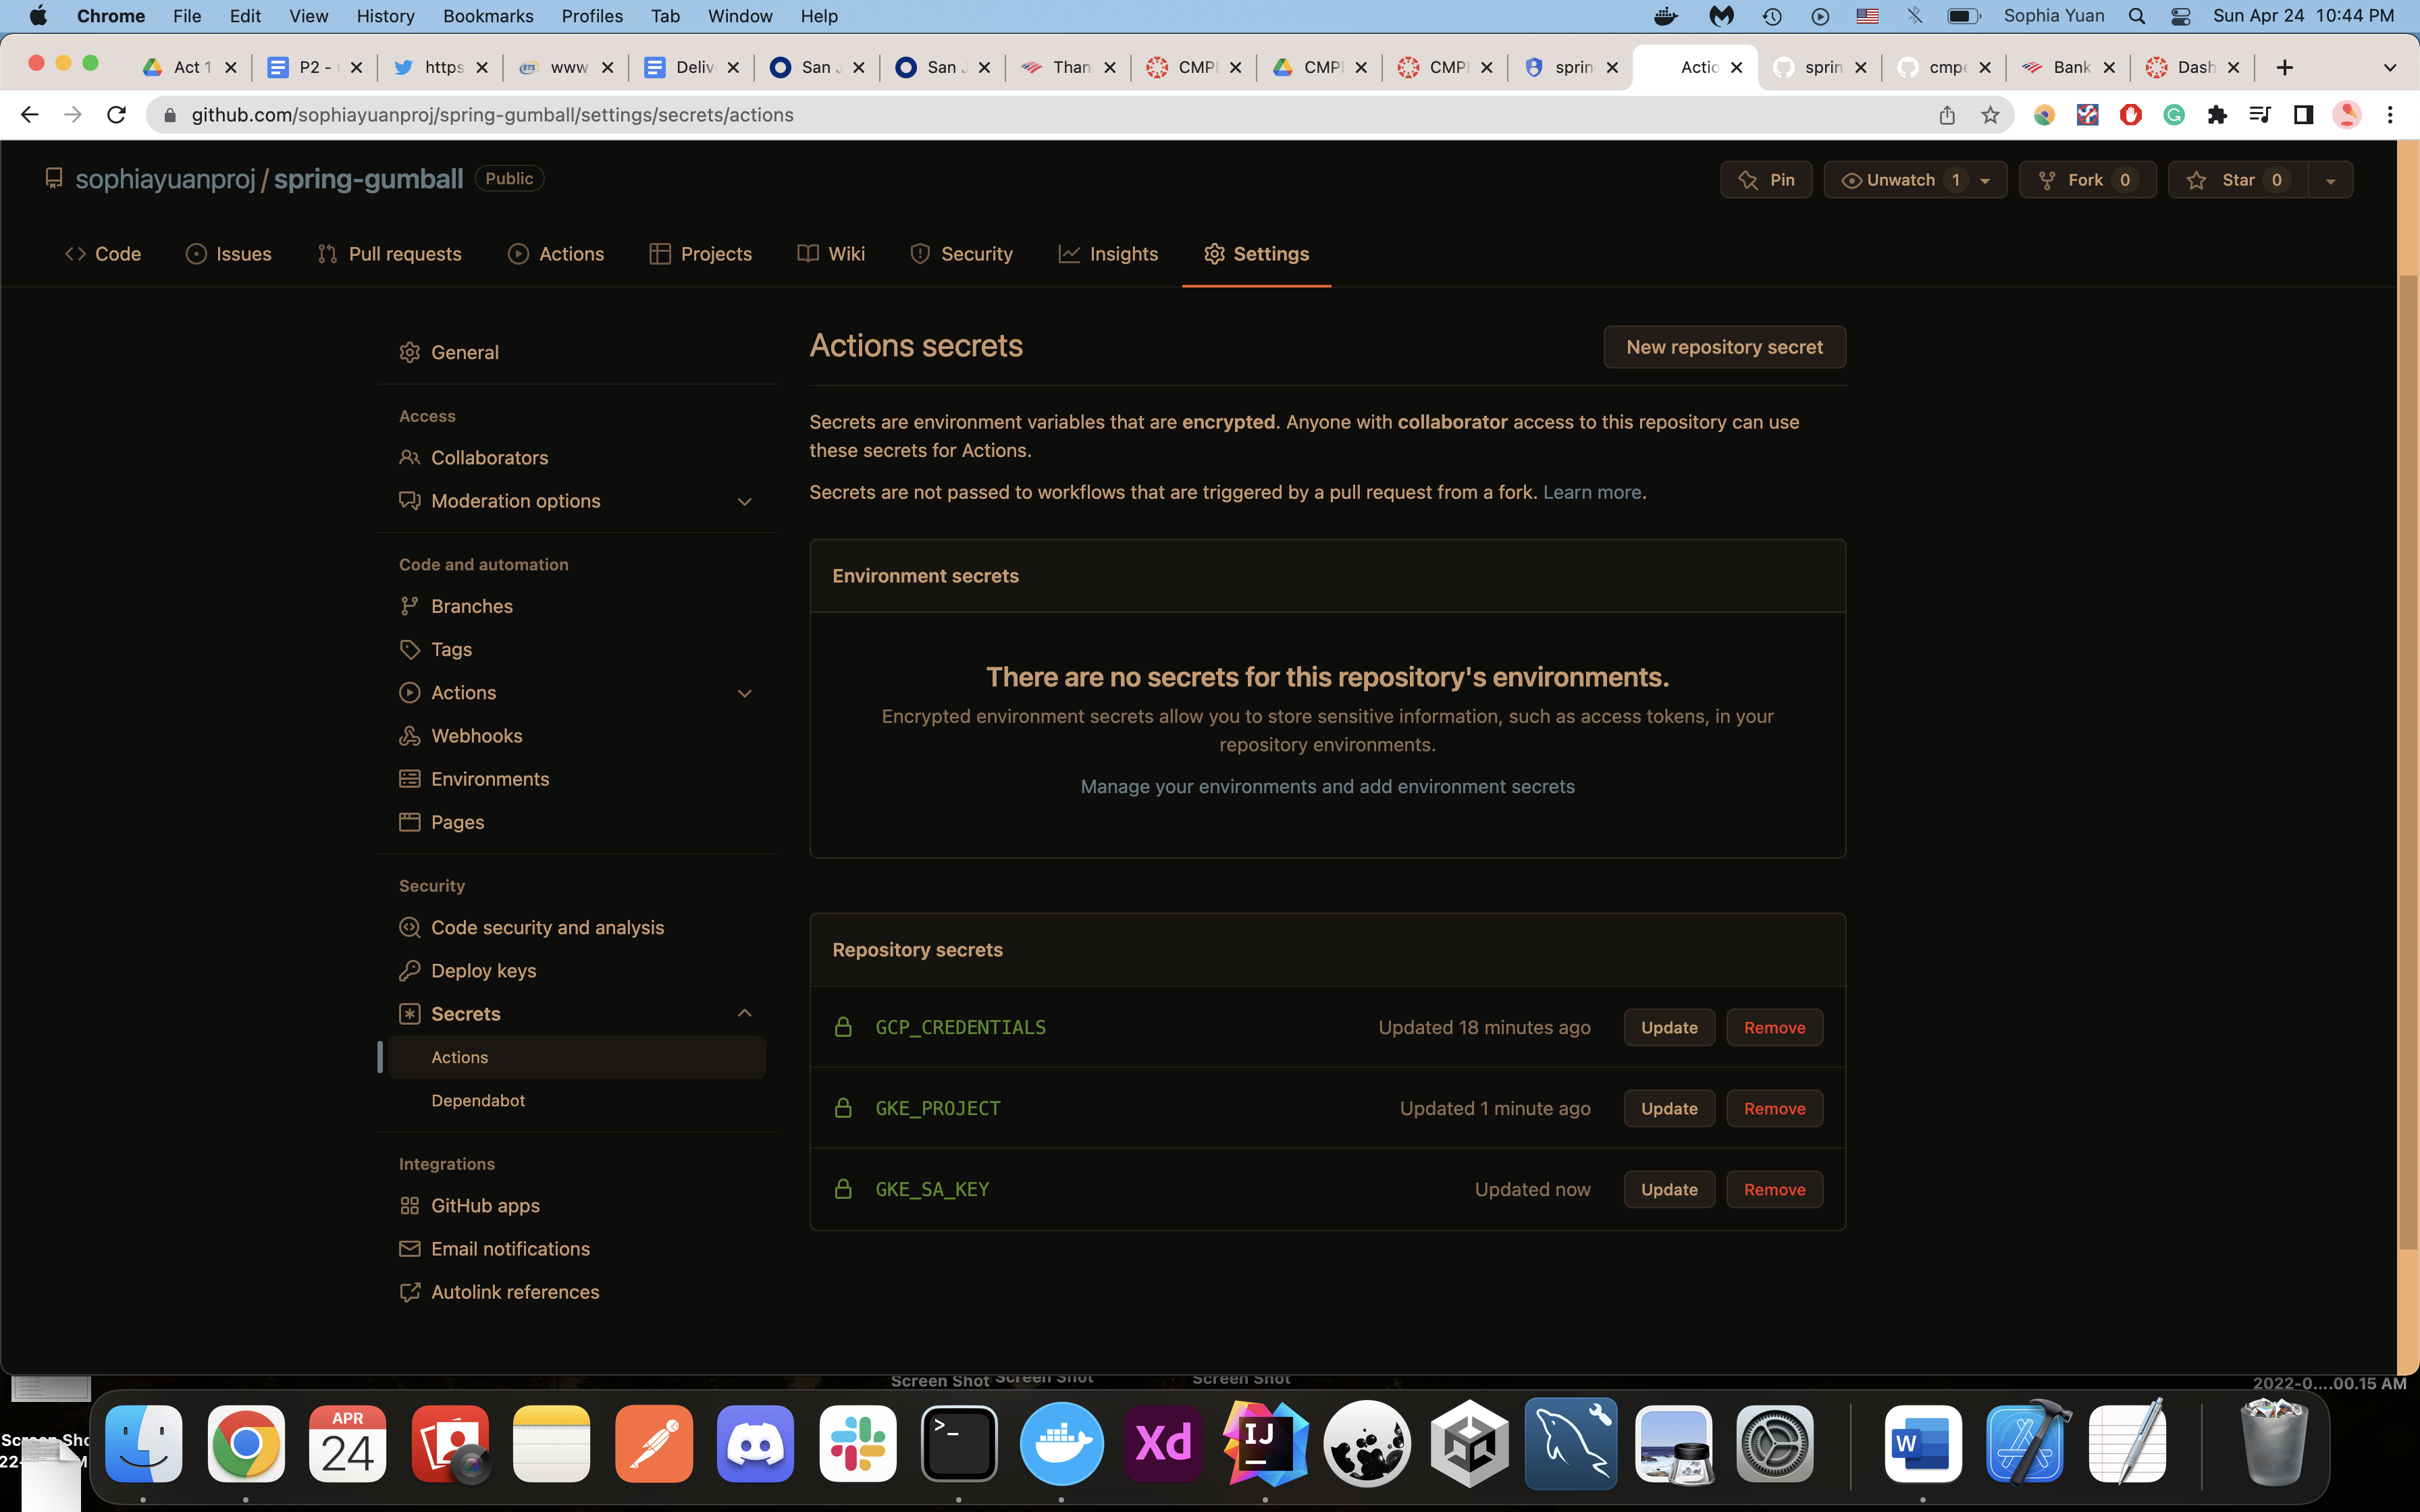 Chrome File Edit View History Bookmarks Profiles Tab Window Help Sophia Yuan Sun Apr 24 10:44 PM
Act 1 P2 - https www Deliv San J San J Than CMP CMP CMP sprin Actio sprin cmpe Bank Dash
github.com/sophiayuanproj/spring-gumball/settings/secrets/actions
sophiayuanproj / spring-gumball Public Pin Unwatch 1 Fork 0 Star 0
Code Issues Pull requests Actions Projects Wiki Security Insights Settings
General
Access
Collaborators
Moderation options
Code and automation
Branches
Tags
Actions
Webhooks
Environments
Pages
Security
Code security and analysis
Deploy keys
Secrets
Actions
Dependabot
Integrations
GitHub apps
Email notifications
Autolink references
Actions secrets New repository secret
Secrets are environment variables that are encrypted. Anyone with collaborator access to this repository can use
these secrets for Actions.
Secrets are not passed to workflows that are triggered by a pull request from a fork. Learn more.
Environment secrets
There are no secrets for this repository's environments.
Encrypted environment secrets allow you to store sensitive information, such as access tokens, in your
repository environments.
Manage your environments and add environment secrets
Repository secrets
GCP_CREDENTIALS Updated 18 minutes ago Update Remove
GKE_PROJECT Updated 1 minute ago Update Remove
GKE_SA_KEY Updated now Update Remove
Screen Shot Screen Shot Screen Shot 2022-0....00.15 AM
APR
24
Xd
IJ
W